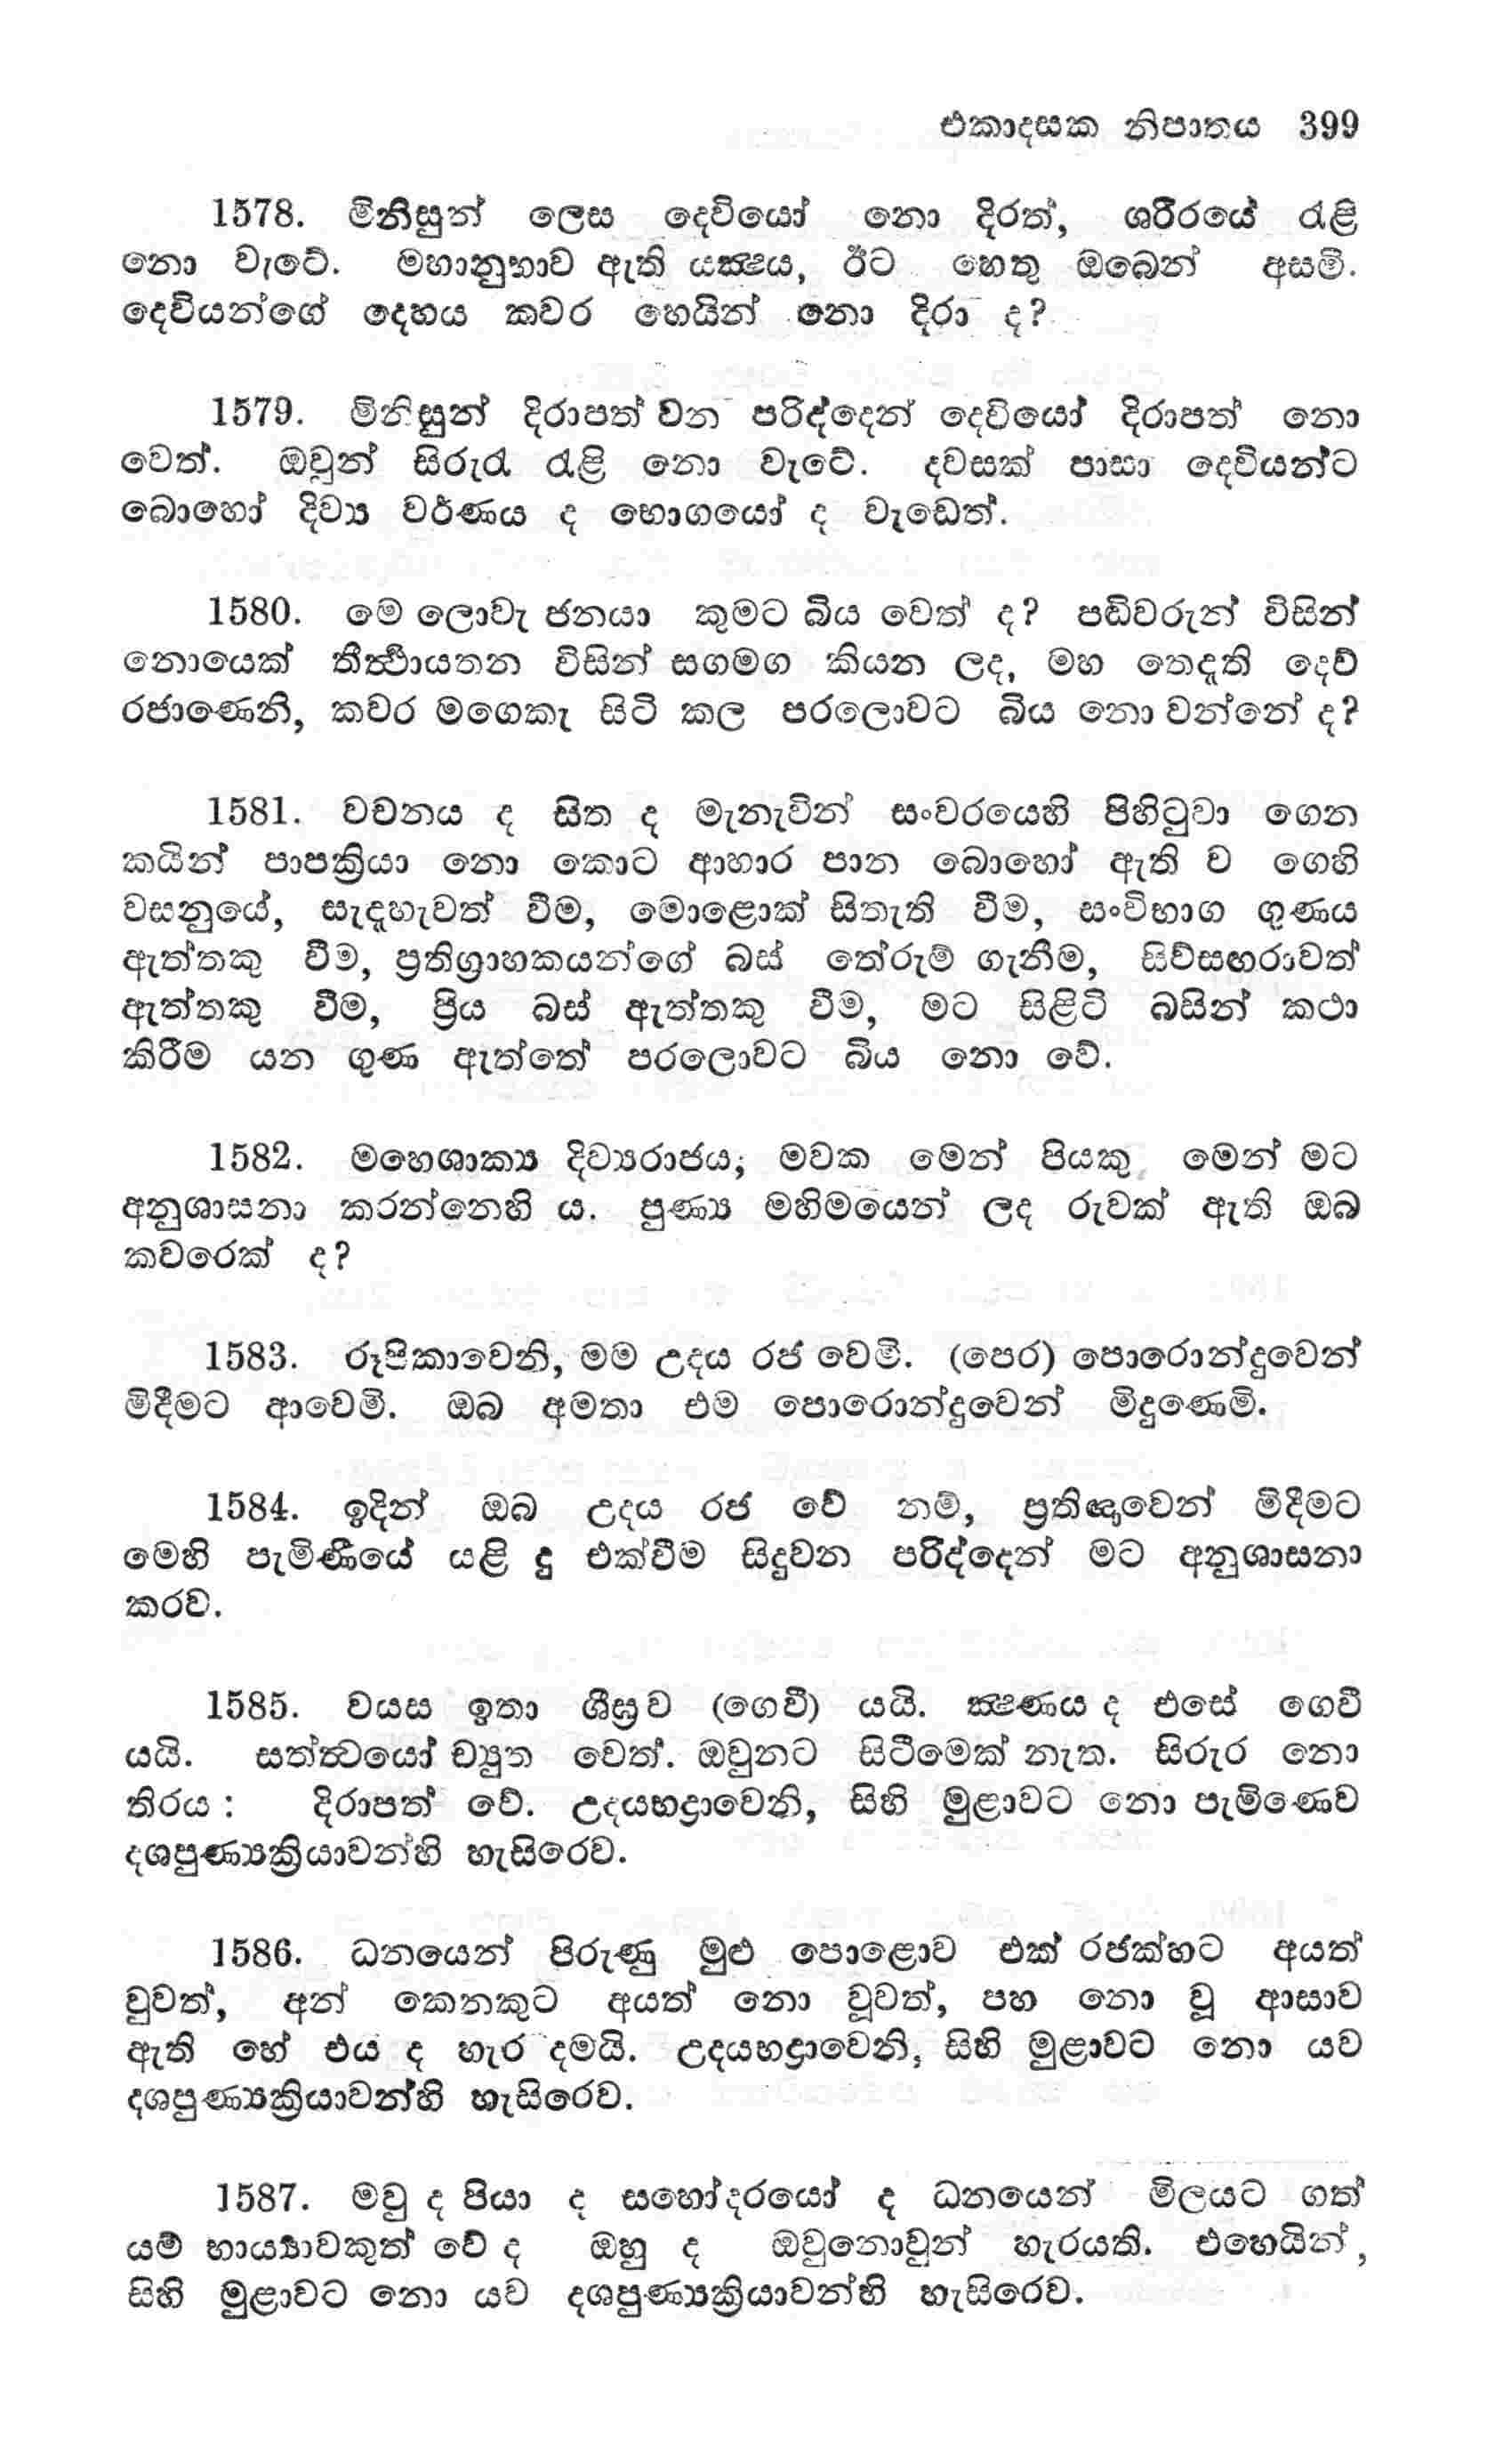 එකාදසක නිපාතය 399
1578. මිනිසුන් ලෙස දෙවියෝ නො දිරත්, ශරීරයේ රැළි
නො වැටේ. මහානුභාව ඇති යක්‍ෂය, ඊට හෙතු ඔබෙන් අසමි.
දෙවියන්ගේ දෙහය කවර හෙයින් නො දිරා ද?
1579. මිනිසුන් දිරාපත් වන පරිද්දෙන් දෙවියෝ දිරාපත් නො
වෙත්. ඔවුන් සිරුරැ රැළි නො වැටේ. දවසක් පාසා දෙවියන්ට
බොහෝ දිව්‍ය වර්ණය ද භොගයෝ ද වැඩෙත්.
1580. මෙ ලොවැ ජනයා කුමට බිය වෙත් ද? පඬිවරුන් විසින්
නොයෙක් තීර්‍ත්‍ථායතන විසින් සගමග කියන ලද, මහ තෙදැති දෙව්
රජාණෙනි, කවර මගෙකැ සිටි කල පරලොවට බිය නො වන්නේ ද?
1581. වචනය ද සිත ද මැනැවින් සංවරයෙහි පිහිටුවා ගෙන
කයින් පාපක්‍රියා නො කොට ආහාර පාන බොහෝ ඇති ව ගෙහි
වසනුයේ, සැදැහැවත් වීම, මොළොක් සිතැති වීම, සංවිභාග ගුණය
ඇත්තකු වීම, ප්‍රතිග්‍රාහකයන්ගේ බස් තේරුම් ගැනීම, සිව්සඟරාවත්
ඇත්තකු වීම, ප්‍රිය බස් ඇත්තකු වීම, මට සිළිටි බසින් කථා
කිරීම යන ගුණ ඇත්තේ පරලොවට බිය නො වේ.
1582. මහෙශාක්‍ය දිව්‍යරාජය; මවක මෙන් පියකු මෙන් මට
අනුශාසනා කරන්නෙහි ය. පුණ්‍ය මහිමයෙන් ලද රුවක් ඇති ඔබ
කවරෙක් ද?
1583. රූපිකාවෙනි, මම උදය රජ වෙමි. (පෙර) පොරොන්දුවෙන්
මිදීමට ආවෙමි. ඔබ අමතා එම පොරොන්දුවෙන් මිදුණෙමි.
1584. ඉදින් ඔබ උදය රජ වේ නම්, ප්‍රතිඥාවෙන් මිදීමට
මෙහි පැමිණියේ යළි දු එක්වීම සිදුවන පරිද්දෙන් මට අනුශාසනා
කරව.
1585. වයස ඉතා ශීඝ්‍රව (ගෙවී) යයි. ක්‍ෂණය ද එසේ ගෙවී
යයි. සත්ත්‍වයෝ ච්‍යුත වෙත්. ඔවුනට සිටීමෙක් නැත. සිරුර නො
තිරය : දිරාපත් වේ. උදයභද්‍රාවෙනි, සිහි මුළාවට නො පැමිණෙව
දශපුණ්‍යක්‍රියාවන්හි හැසිරෙව.
1586. ධනයෙන් පිරුණු මුළු පොළොව එක් රජක්හට අයත්
වුවත්, අන් කෙනකුට අයත් නො වූවත්, පහ නො වූ ආසාව
ඇති හේ එය ද හැර දමයි. උදයභද්‍රාවෙනි, සිහි මුළාවට නො යව
දශපුණ්‍යක්‍රියාවන්හි හැසිරෙව.
1587. මවු ද පියා ද සහෝදරයෝ ද ධනයෙන් මිලයට ගත්
යම් භාර්‍ය්‍යාවකුත් වේ ද ඔහු ද ඔවුනොවුන් හැරයති. එහෙයින්,
සිහි මුළාවට නො යව දශපුණ්‍යක්‍රියාවන්හි හැසිරෙව.